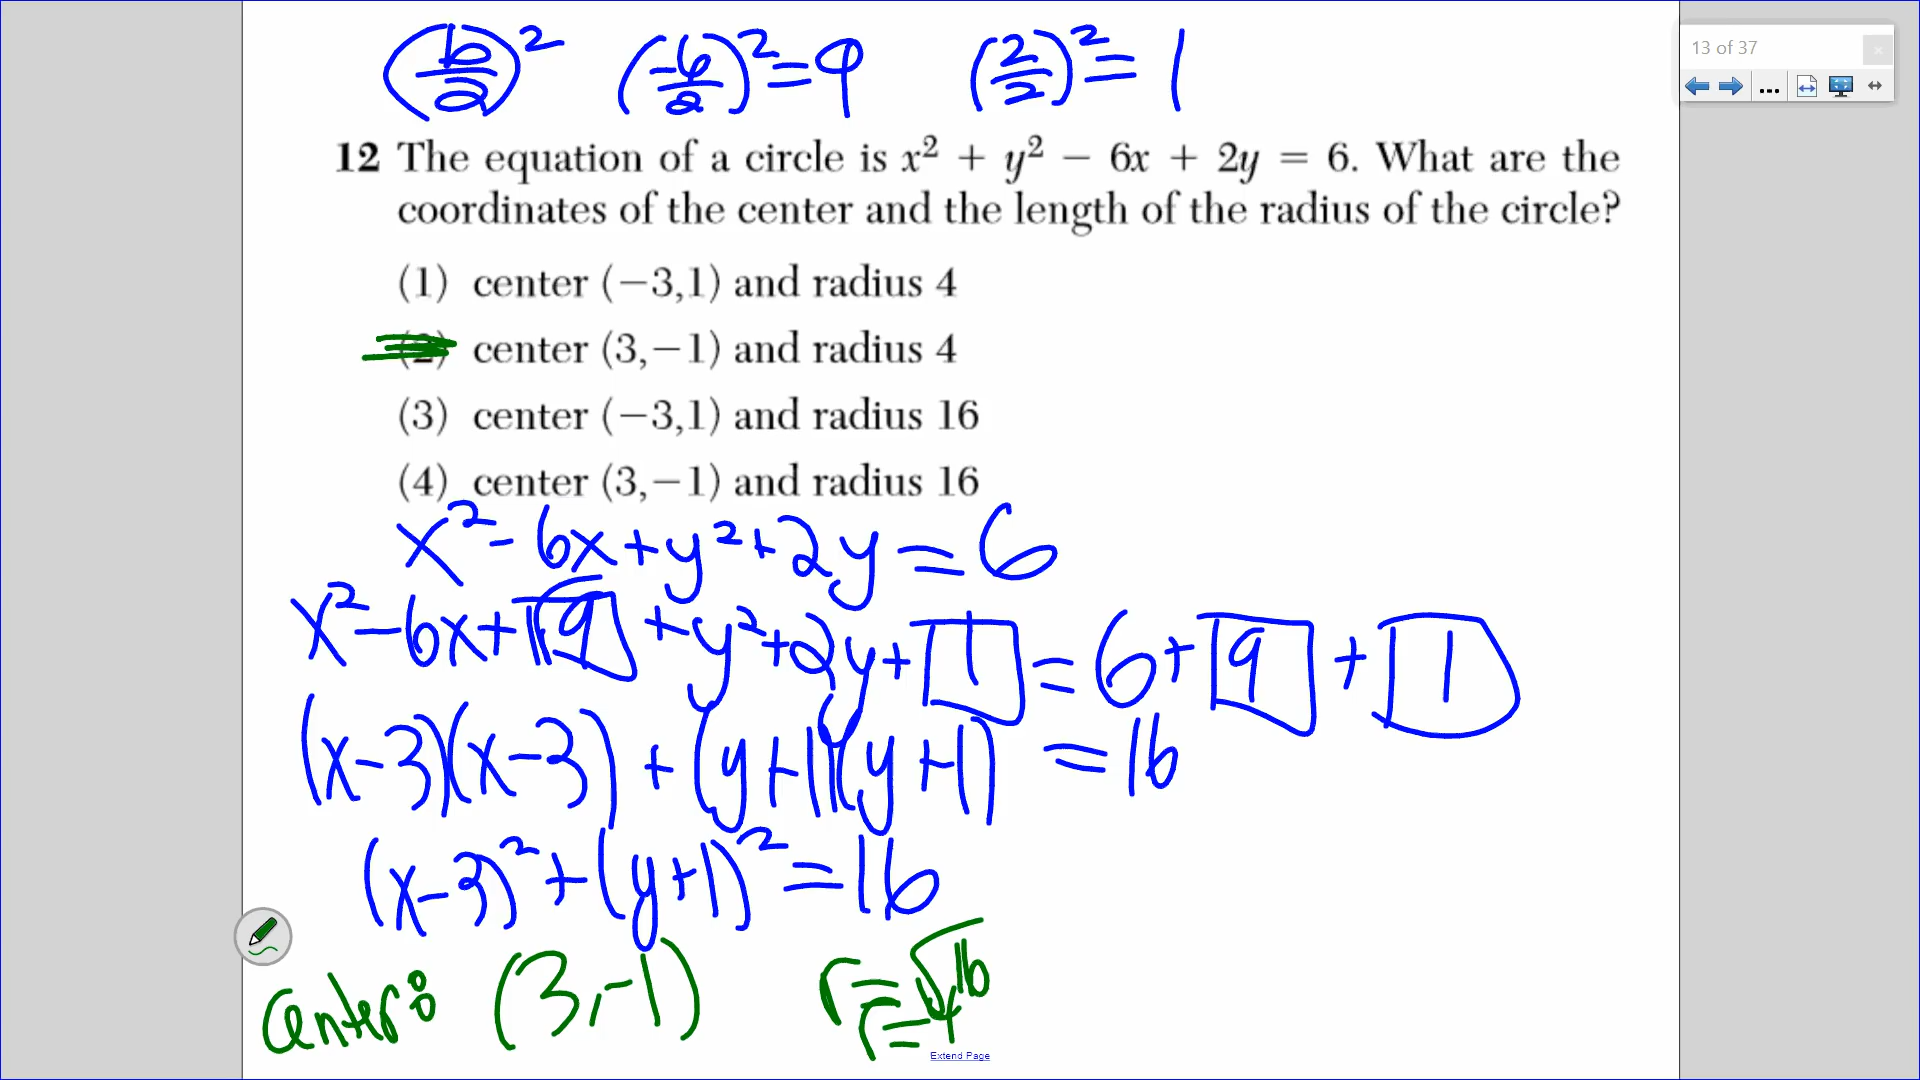 (b/2)² (-6/2)²=9 (2/2)²=1
13 of 37
12 The equation of a circle is x² + y² − 6x + 2y = 6. What are the
coordinates of the center and the length of the radius of the circle?
(1) center (−3,1) and radius 4
(2) center (3,−1) and radius 4
(3) center (−3,1) and radius 16
(4) center (3,−1) and radius 16
x²-6x+y²+2y=6
x²-6x+9+y²+2y+1=6+9+1
(x-3)(x-3)+(y+1)(y+1)=16
(x-3)²+(y+1)²=16
Center: (3,-1) r=√16
r=4
Extend Page